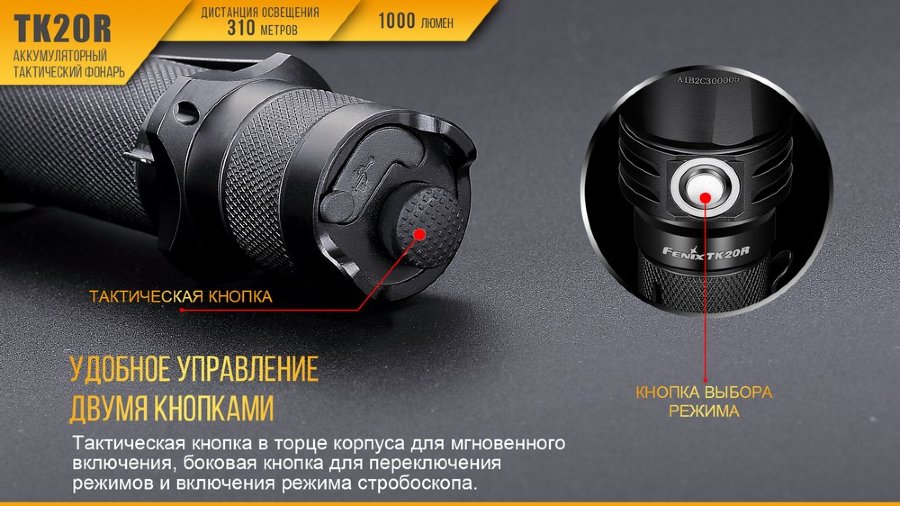 TK20R
АККУМУЛЯТОРНЫЙ
ТАКТИЧЕСКИЙ ФОНАРЬ
ДИСТАНЦИЯ ОСВЕЩЕНИЯ
310 МЕТРОВ
1000 ЛЮМЕН
A1B2C300005
FENIX TK20R
ТАКТИЧЕСКАЯ КНОПКА
КНОПКА ВЫБОРА
РЕЖИМА
УДОБНОЕ УПРАВЛЕНИЕ
ДВУМЯ КНОПКАМИ
Тактическая кнопка в торце корпуса для мгновенного
включения, боковая кнопка для переключения
режимов и включения режима стробоскопа.